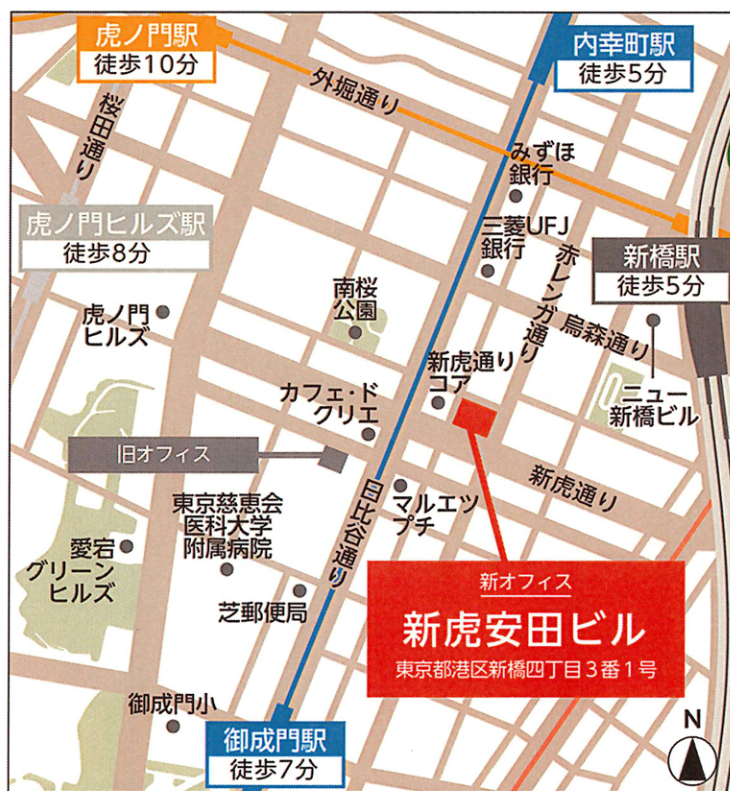 虎ノ門駅
徒歩10分
内幸町駅
徒歩5分
外堀通り
桜田通り
みずほ
銀行
三菱UFJ
銀行
赤レンガ通り
虎ノ門ヒルズ駅
徒歩8分
新橋駅
徒歩5分
南桜
公園
烏森通り
虎ノ門
ヒルズ
新虎通り
コア
ニュー
新橋ビル
カフェ・ド
クリエ
旧オフィス
新虎通り
日比谷通り
マルエツ
プチ
東京慈恵会
医科大学
附属病院
愛宕
グリーン
ヒルズ
芝郵便局
新オフィス
新虎安田ビル
東京都港区新橋四丁目3番1号
御成門小
御成門駅
徒歩7分
N